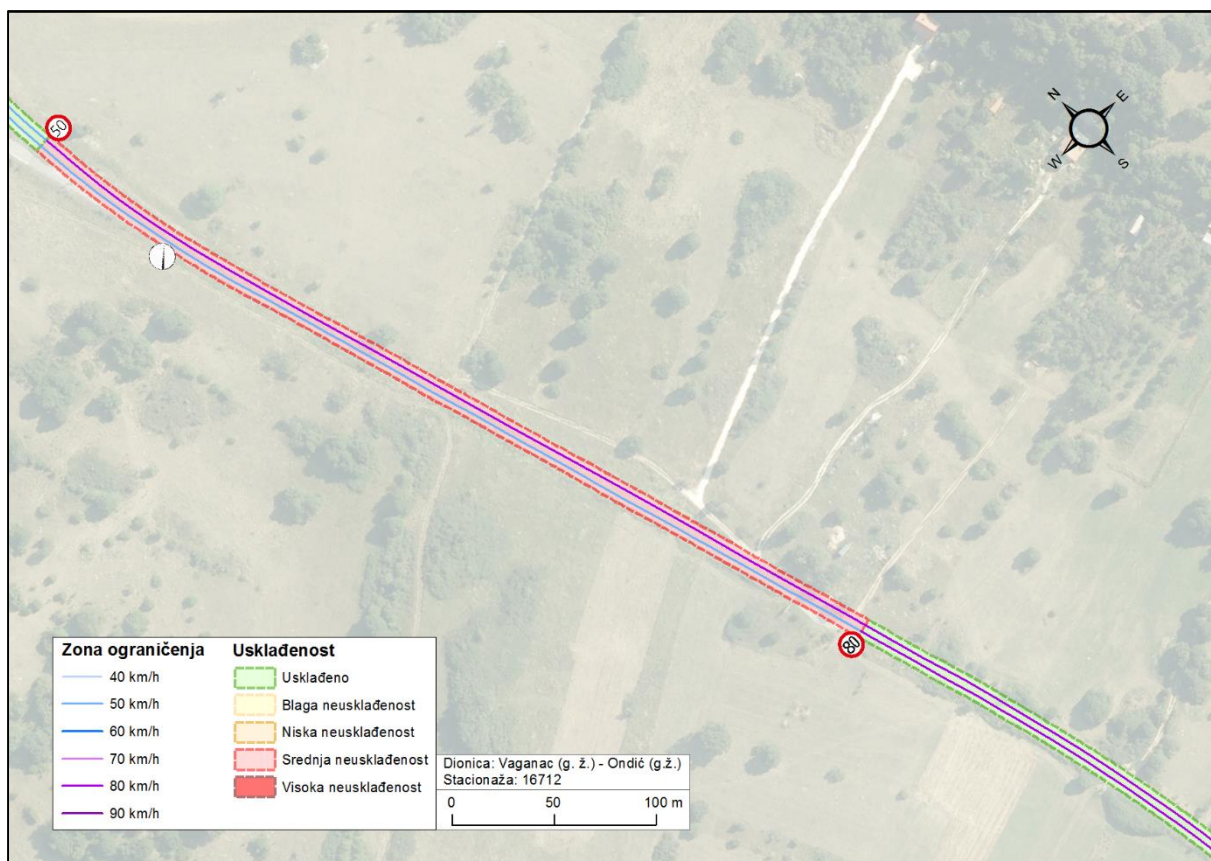 50
N
E
W
S
80
Zona ograničenja
40 km/h
50 km/h
60 km/h
70 km/h
80 km/h
90 km/h
Usklađenost
Usklađeno
Blaga neusklađenost
Niska neusklađenost
Srednja neusklađenost
Visoka neusklađenost
Dionica: Vaganac (g. ž.) - Ondić (g.ž.)
Stacionaža: 16712
0 50 100 m